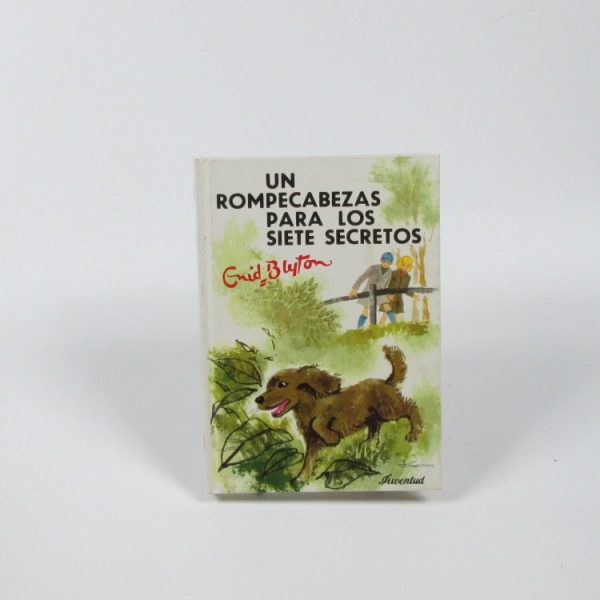 UN
ROMPECABEZAS
PARA LOS
SIETE SECRETOS
Enid Blyton
Juventud